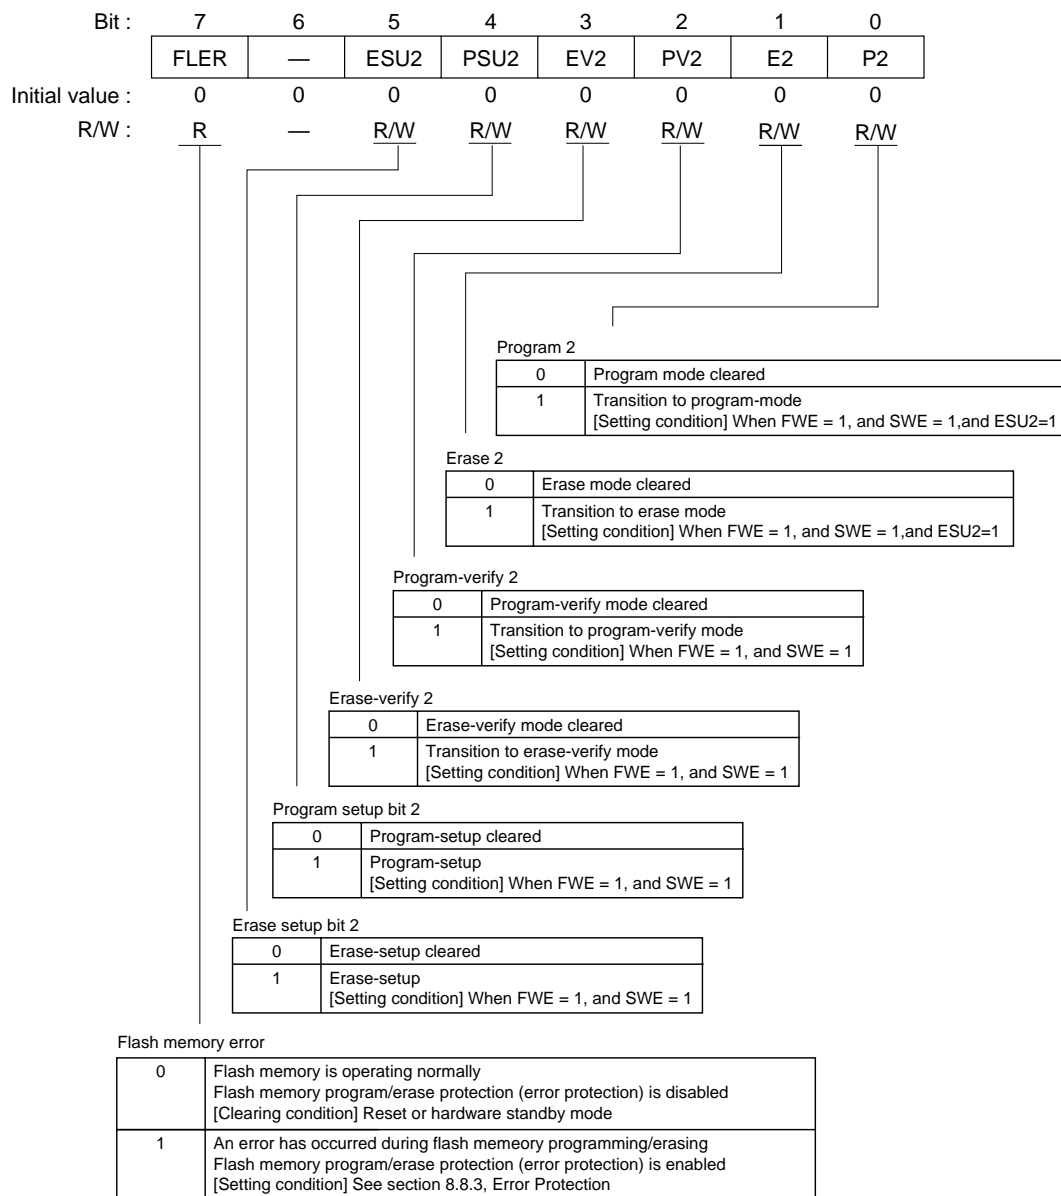 Bit : 7 6 5 4 3 2 1 0
FLER — ESU2 PSU2 EV2 PV2 E2 P2
Initial value : 0 0 0 0 0 0 0 0
R/W : R — R/W R/W R/W R/W R/W R/W
Program 2
0 Program mode cleared
1 Transition to program-mode
[Setting condition] When FWE = 1, and SWE = 1,and ESU2=1
Erase 2
0 Erase mode cleared
1 Transition to erase mode
[Setting condition] When FWE = 1, and SWE = 1,and ESU2=1
Program-verify 2
0 Program-verify mode cleared
1 Transition to program-verify mode
[Setting condition] When FWE = 1, and SWE = 1
Erase-verify 2
0 Erase-verify mode cleared
1 Transition to erase-verify mode
[Setting condition] When FWE = 1, and SWE = 1
Program setup bit 2
0 Program-setup cleared
1 Program-setup
[Setting condition] When FWE = 1, and SWE = 1
Erase setup bit 2
0 Erase-setup cleared
1 Erase-setup
[Setting condition] When FWE = 1, and SWE = 1
Flash memory error
0 Flash memory is operating normally
Flash memory program/erase protection (error protection) is disabled
[Clearing condition] Reset or hardware standby mode
1 An error has occurred during flash memeory programming/erasing
Flash memory program/erase protection (error protection) is enabled
[Setting condition] See section 8.8.3, Error Protection